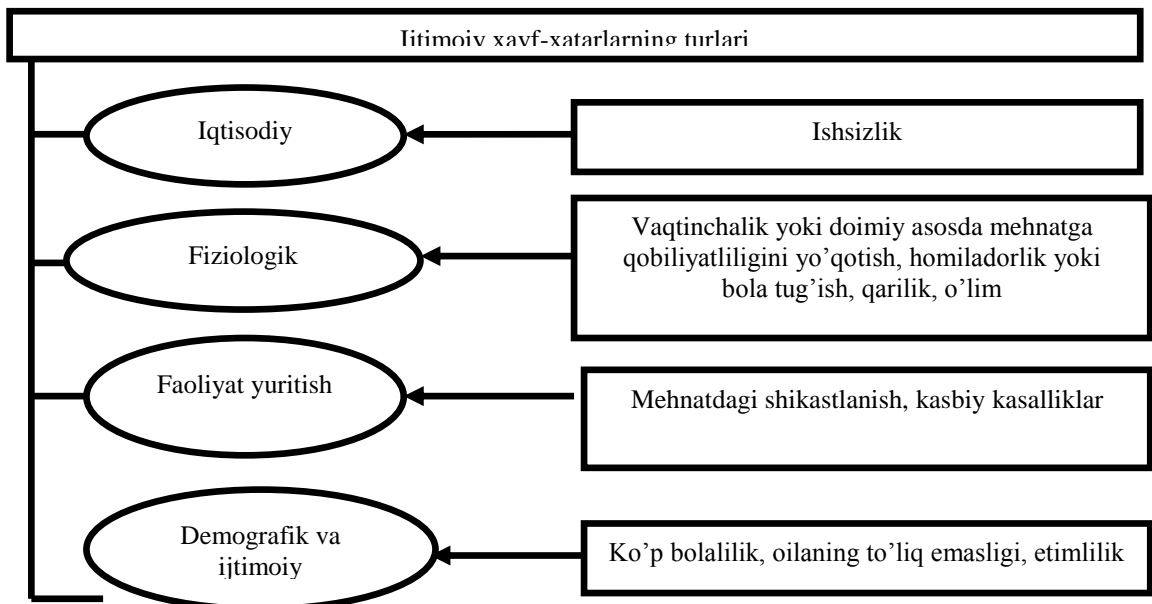 Ijtimoiy xavf-xatarlarning turlari
Iqtisodiy
Ishsizlik
Fiziologik
Vaqtinchalik yoki doimiy asosda mehnatga
qobiliyatliligini yo’qotish, homiladorlik yoki
bola tug’ish, qarilik, o’lim
Faoliyat yuritish
Mehnatdagi shikastlanish, kasbiy kasalliklar
Demografik va
ijtimoiy
Ko’p bolalilik, oilaning to’liq emasligi, etimlilik